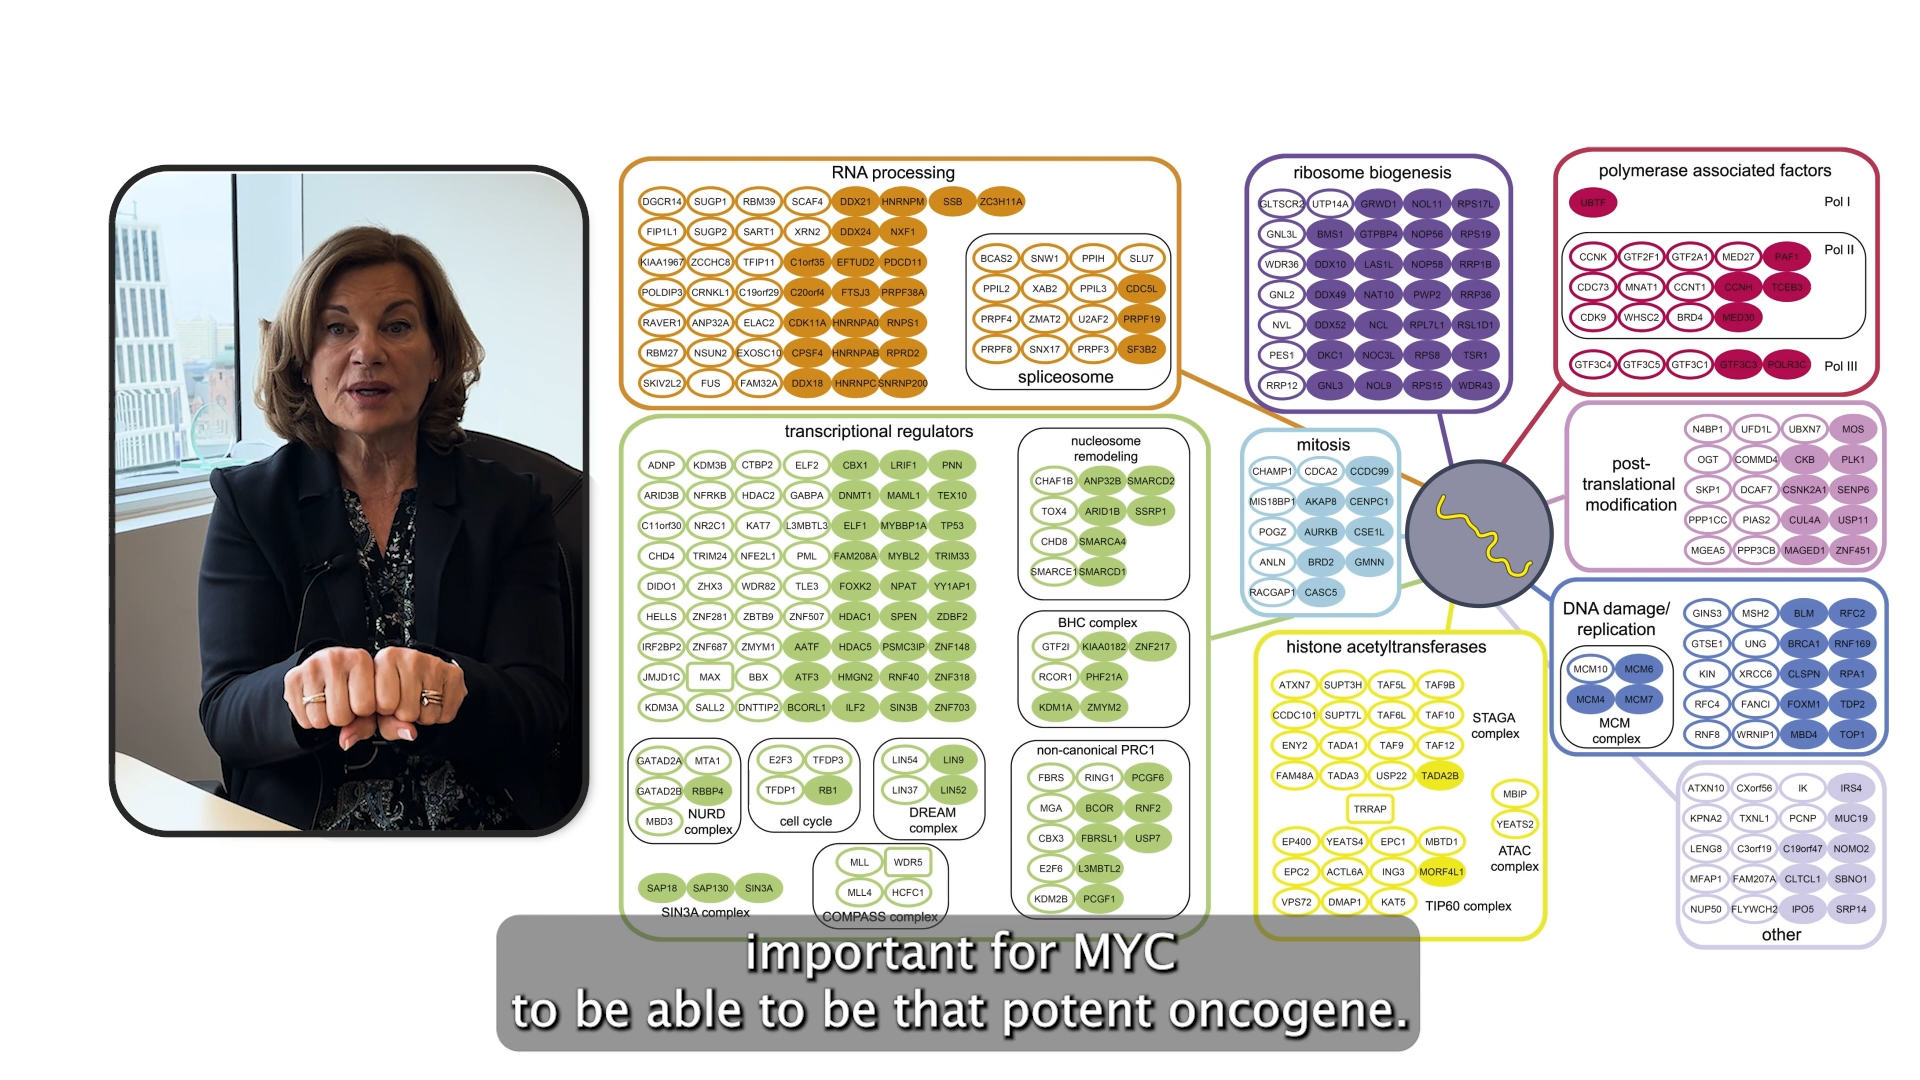 RNA processing
DGCR14 SUGP1 RBM39 SCAF4 DDX21 HNRNPM SSB ZC3H11A
FIP1L1 SUGP2 SART1 XRN2 DDX24 NXF1
KIAA1967 ZCCHC8 TFIP11 C1orf35 EFTUD2 PDCD11
POLDIP3 CRNKL1 C19orf29 C20orf4 FTSJ3 PRPF38A
RAVER1 ANP32A ELAC2 CDK11A HNRNPA0 RNPS1
RBM27 NSUN2 EXOSC10 CPSF4 HNRNPAB RPRD2
SKIV2L2 FUS FAM32A DDX18 HNRNPC SNRNP200
BCAS2 SNW1 PPIH SLU7
PPIL2 XAB2 PPIL3 CDC5L
PRPF4 ZMAT2 U2AF2 PRPF19
PRPF8 SNX17 PRPF3 SF3B2
spliceosome
ribosome biogenesis
GLTSCR2 UTP14A GRWD1 NOL11 RPS17L
GNL3L BMS1 GTPBP4 NOP56 RPS19
WDR36 DDX10 LAS1L NOP58 RRP1B
GNL2 DDX49 NAT10 PWP2 RRP36
NVL DDX52 NCL RPL7L1 RSL1D1
PES1 DKC1 NOC3L RPS8 TSR1
RRP12 GNL3 NOL9 RPS15 WDR43
polymerase associated factors
UBTF Pol I
CCNK GTF2F1 GTF2A1 MED27 PAF1 Pol II
CDC73 MNAT1 CCNT1 CCNH TCEB3
CDK9 WHSC2 BRD4 MED30
GTF3C4 GTF3C5 GTF3C1 GTF3C3 POLR3C Pol III
transcriptional regulators
ADNP KDM3B CTBP2 ELF2 CBX1 LRIF1 PNN
ARID3B NFRKB HDAC2 GABPA DNMT1 MAML1 TEX10
C11orf30 NR2C1 KAT7 L3MBTL3 ELF1 MYBBP1A TP53
CHD4 TRIM24 NFE2L1 PML FAM208A MYBL2 TRIM33
DIDO1 ZHX3 WDR82 TLE3 FOXK2 NPAT YY1AP1
HELLS ZNF281 ZBTB9 ZNF507 HDAC1 SPEN ZDBF2
IRF2BP2 ZNF687 ZMYM1 AATF HDAC5 PSMC3IP ZNF148
JMJD1C MAX BBX ATF3 HMGN2 RNF40 ZNF318
KDM3A SALL2 DNTTIP2 BCORL1 ILF2 SIN3B ZNF703
nucleosome
remodeling
CHAF1B ANP32B SMARCD2
TOX4 ARID1B SSRP1
CHD8 SMARCA4
SMARCE1 SMARCD1
BHC complex
GTF2I KIAA0182 ZNF217
RCOR1 PHF21A
KDM1A ZMYM2
non-canonical PRC1
FBRS RING1 PCGF6
MGA BCOR RNF2
CBX3 FBRSL1 USP7
E2F6 L3MBTL2
KDM2B PCGF1
GATAD2A MTA1
GATAD2B RBBP4
MBD3 NURD
complex
E2F3 TFDP3
TFDP1 RB1
cell cycle
LIN54 LIN9
LIN37 LIN52
DREAM
complex
SAP18 SAP130 SIN3A
SIN3A complex
MLL WDR5
MLL4 HCFC1
COMPASS complex
mitosis
CHAMP1 CDCA2 CCDC99
MIS18BP1 AKAP8 CENPC1
POGZ AURKB CSE1L
ANLN BRD2 GMNN
RACGAP1 CASC5
post-
translational
modification
N4BP1 UFD1L UBXN7 MOS
OGT COMMD4 CKB PLK1
SKP1 DCAF7 CSNK2A1 SENP6
PPP1CC PIAS2 CUL4A USP11
MGEA5 PPP3CB MAGED1 ZNF451
histone acetyltransferases
ATXN7 SUPT3H TAF5L TAF9B
CCDC101 SUPT7L TAF6L TAF10
ENY2 TADA1 TAF9 TAF12
FAM48A TADA3 USP22 TADA2B
STAGA
complex
TRRAP
MBIP
YEATS2
ATAC
complex
EP400 YEATS4 EPC1 MBTD1
EPC2 ACTL6A ING3 MORF4L1
VPS72 DMAP1 KAT5 TIP60 complex
DNA damage/
replication
MCM10 MCM6
MCM4 MCM7
MCM
complex
GINS3 MSH2 BLM RFC2
GTSE1 UNG BRCA1 RNF169
KIN XRCC6 CLSPN RPA1
RFC4 FANCI FOXM1 TDP2
RNF8 WRNIP1 MBD4 TOP1
ATXN10 CXorf56 IK IRS4
KPNA2 TXNL1 PCNP MUC19
LENG8 C3orf19 C19orf47 NOMO2
MFAP1 FAM207A CLTCL1 SBNO1
NUP50 FLYWCH2 IPO5 SRP14
other
important for MYC
to be able to be that potent oncogene.